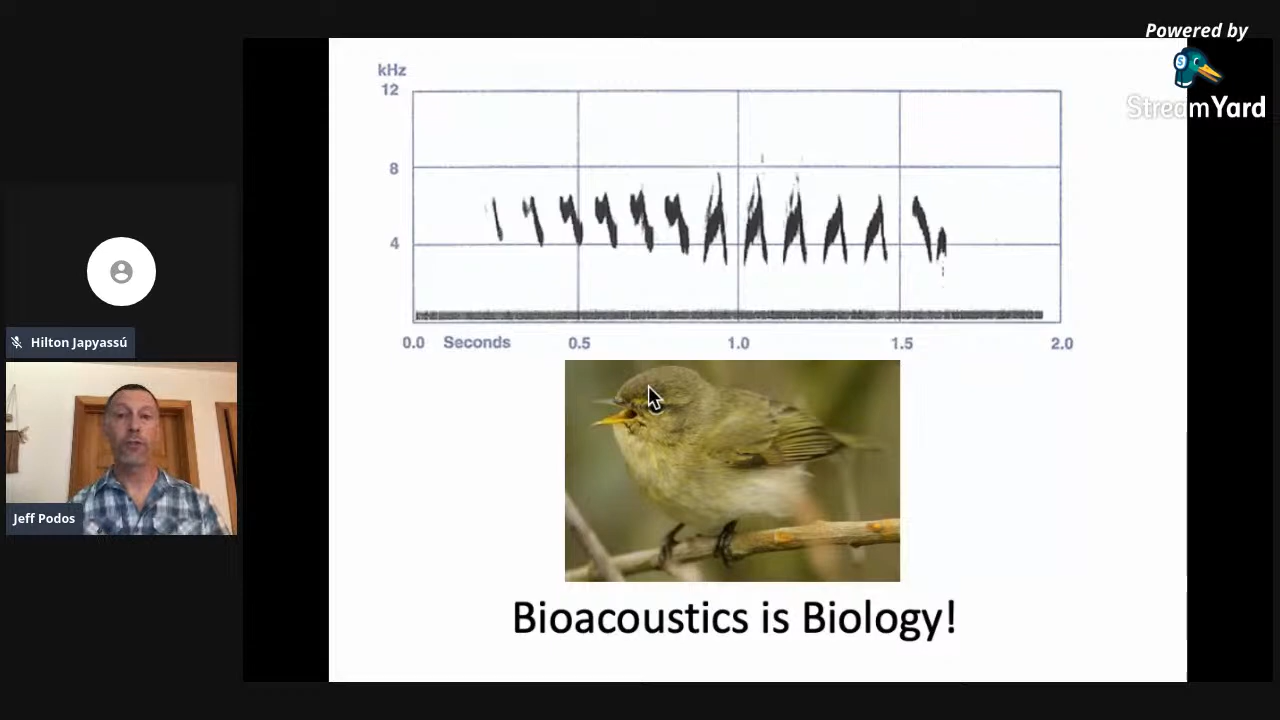 Powered by
StreamYard
kHz
12
8
4
0.0 Seconds 0.5 1.0 1.5 2.0
Hilton Japyassú
Jeff Podos
Bioacoustics is Biology!